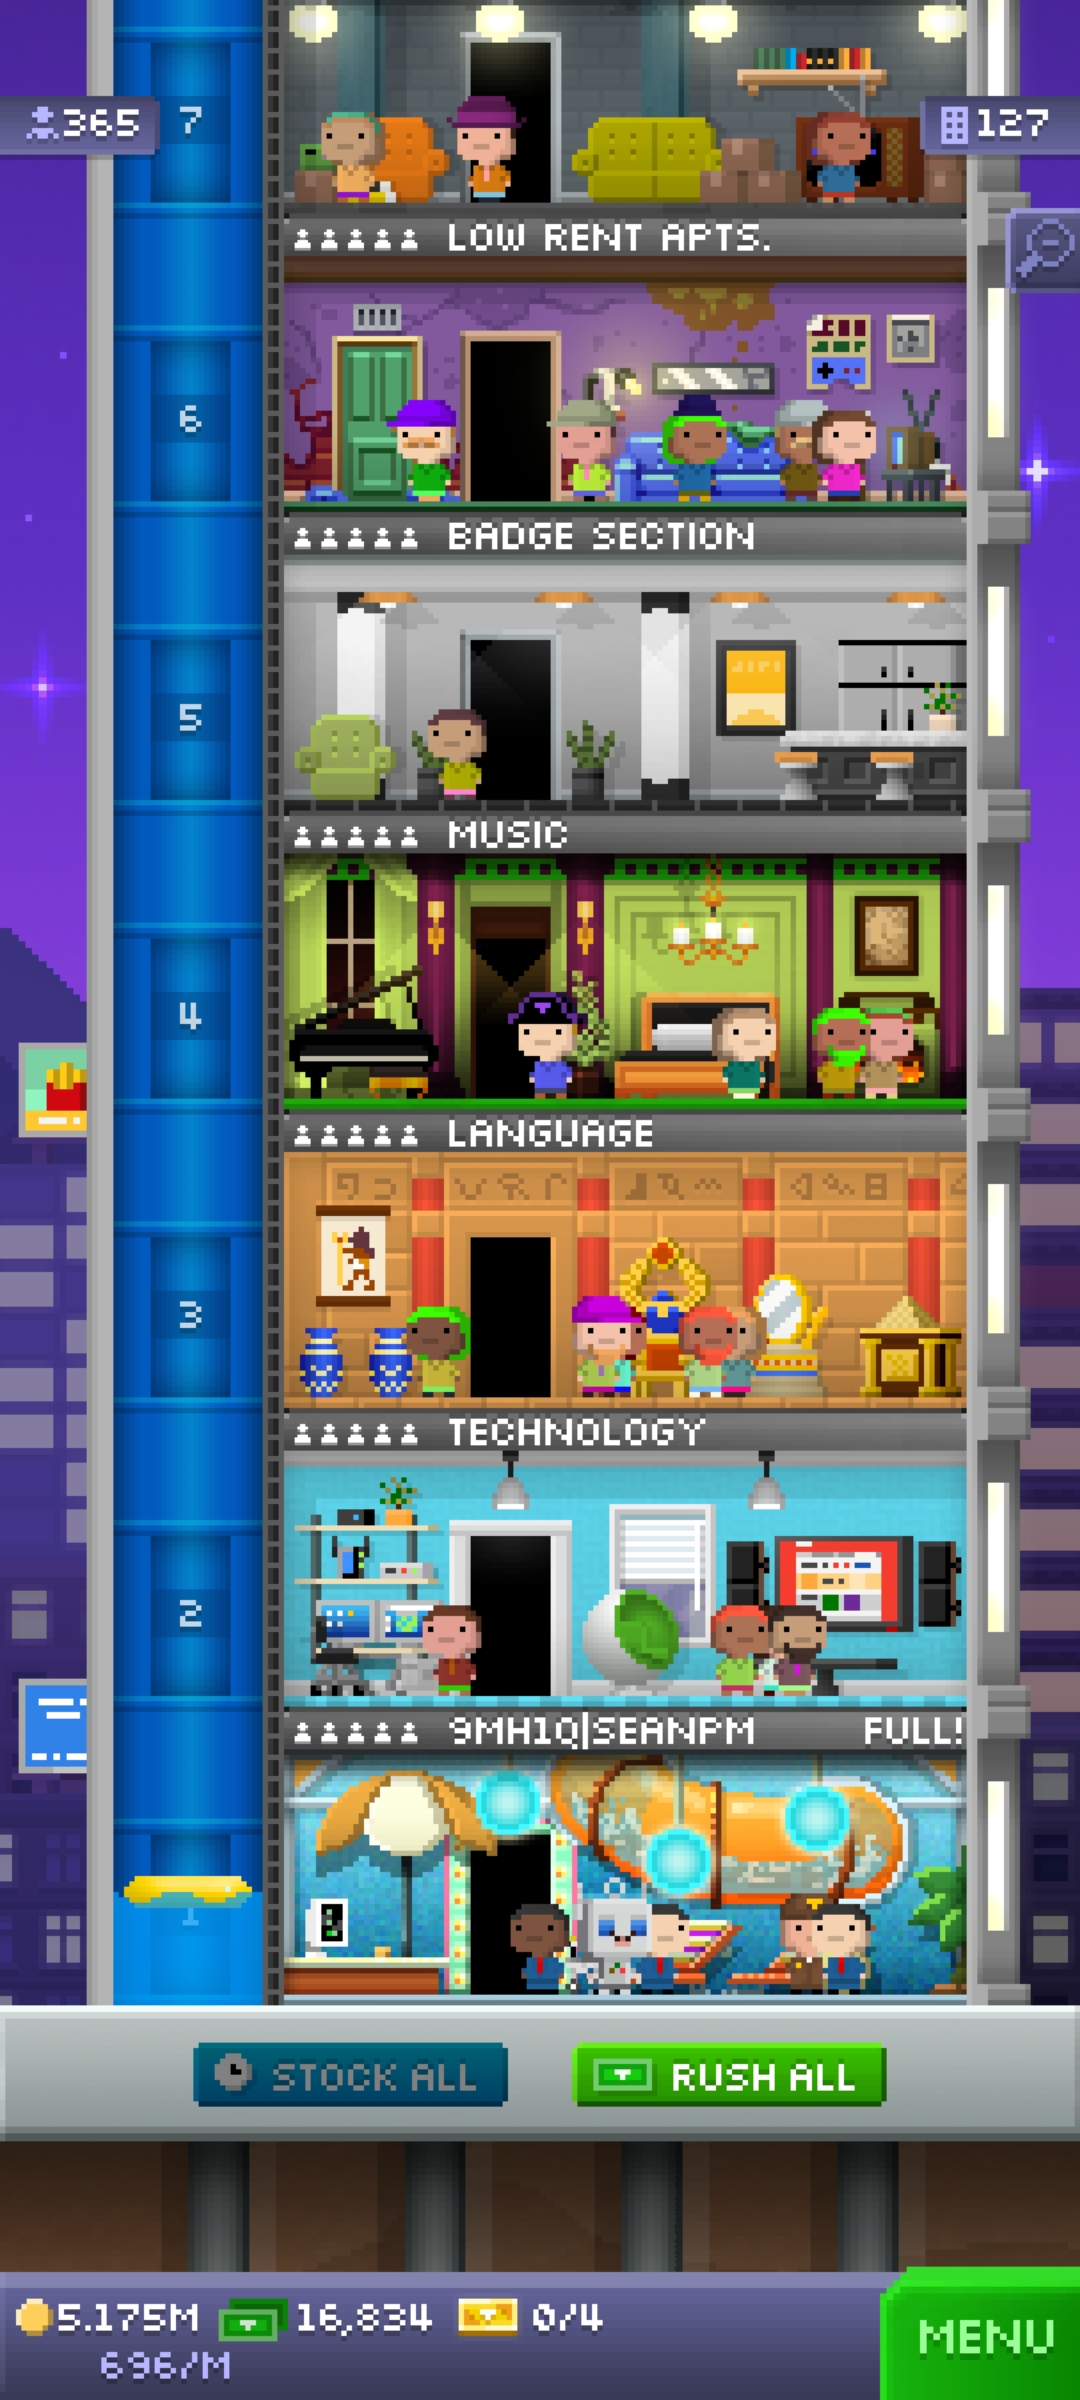 365
7
127
LOW RENT APTS.
6
BADGE SECTION
5
MUSIC
4
LANGUAGE
3
TECHNOLOGY
2
9MH1Q|SEANPM FULL!
1
STOCK ALL
RUSH ALL
5.175M 16,834 0/4
696/M
MENU